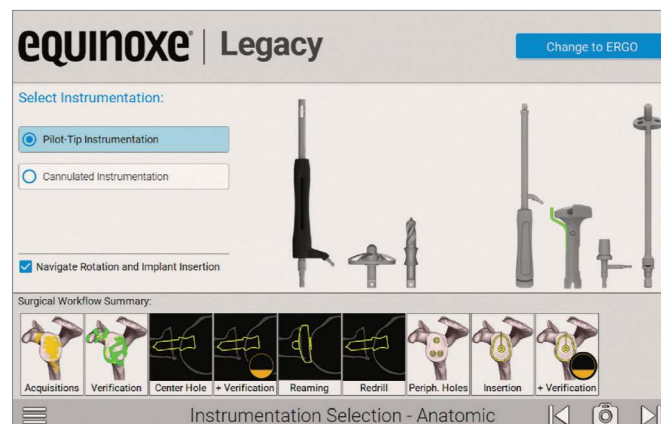 equinoxe® | Legacy
Change to ERGO
Select Instrumentation:
Pilot-Tip Instrumentation
Cannulated Instrumentation
Navigate Rotation and Implant Insertion
Surgical Workflow Summary:
Acquisitions
Verification
Center Hole
+ Verification
Reaming
Redrill
Periph. Holes
Insertion
+ Verification
Instrumentation Selection - Anatomic